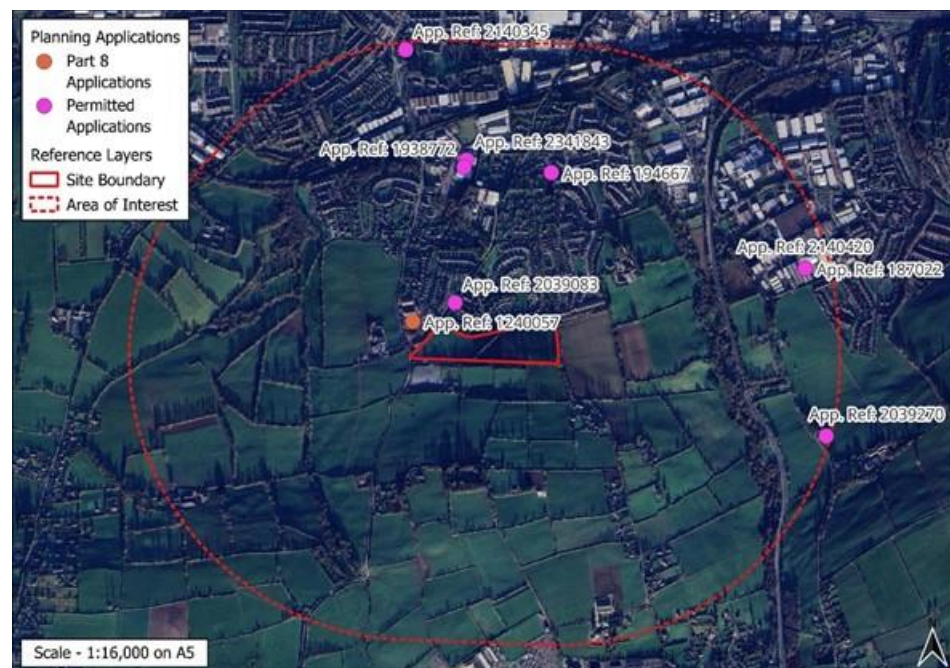 Planning Applications
Part 8
Applications
Permitted
Applications
Reference Layers
Site Boundary
Area of Interest
App. Ref: 2140345
App. Ref: 2341843
App. Ref: 1938772
App. Ref: 194667
App. Ref: 2140420
App. Ref: 187022
App. Ref: 2039083
App. Ref: 1240057
App. Ref: 2039270
Scale - 1:16,000 on A5